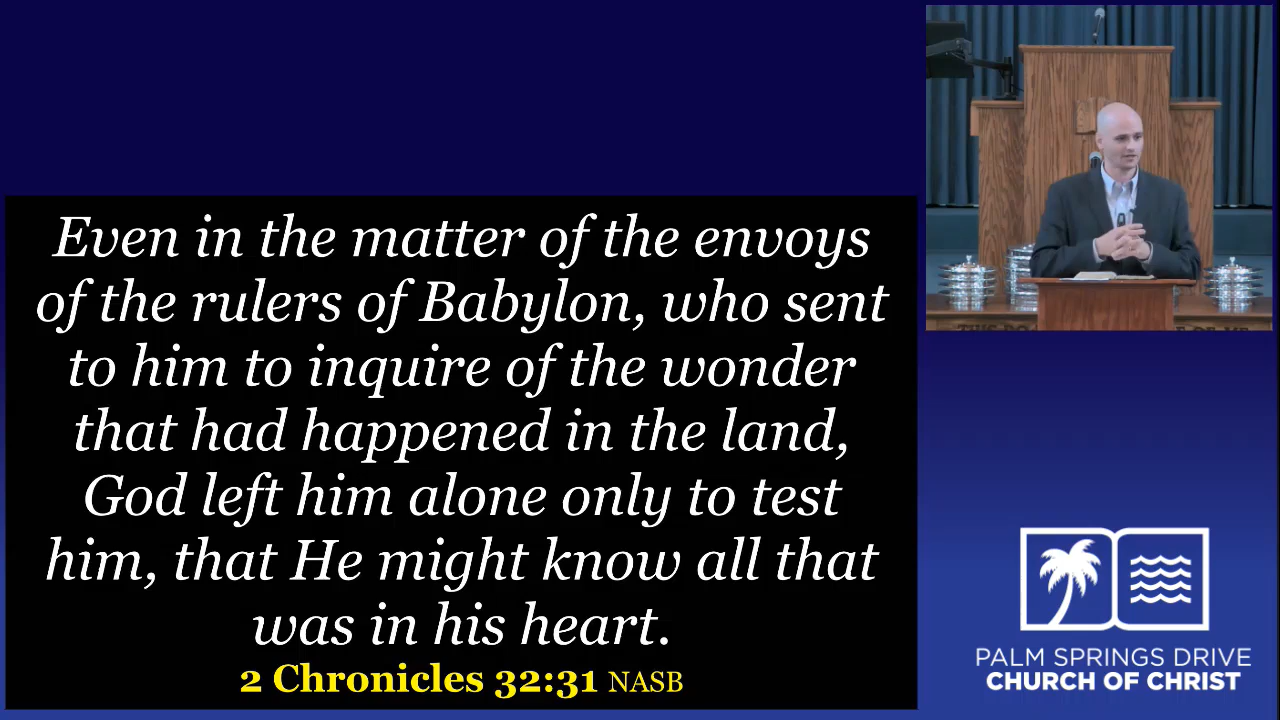 Even in the matter of the envoys
of the rulers of Babylon, who sent
to him to inquire of the wonder
that had happened in the land,
God left him alone only to test
him, that He might know all that
was in his heart.
2 Chronicles 32:31 NASB
PALM SPRINGS DRIVE
CHURCH OF CHRIST